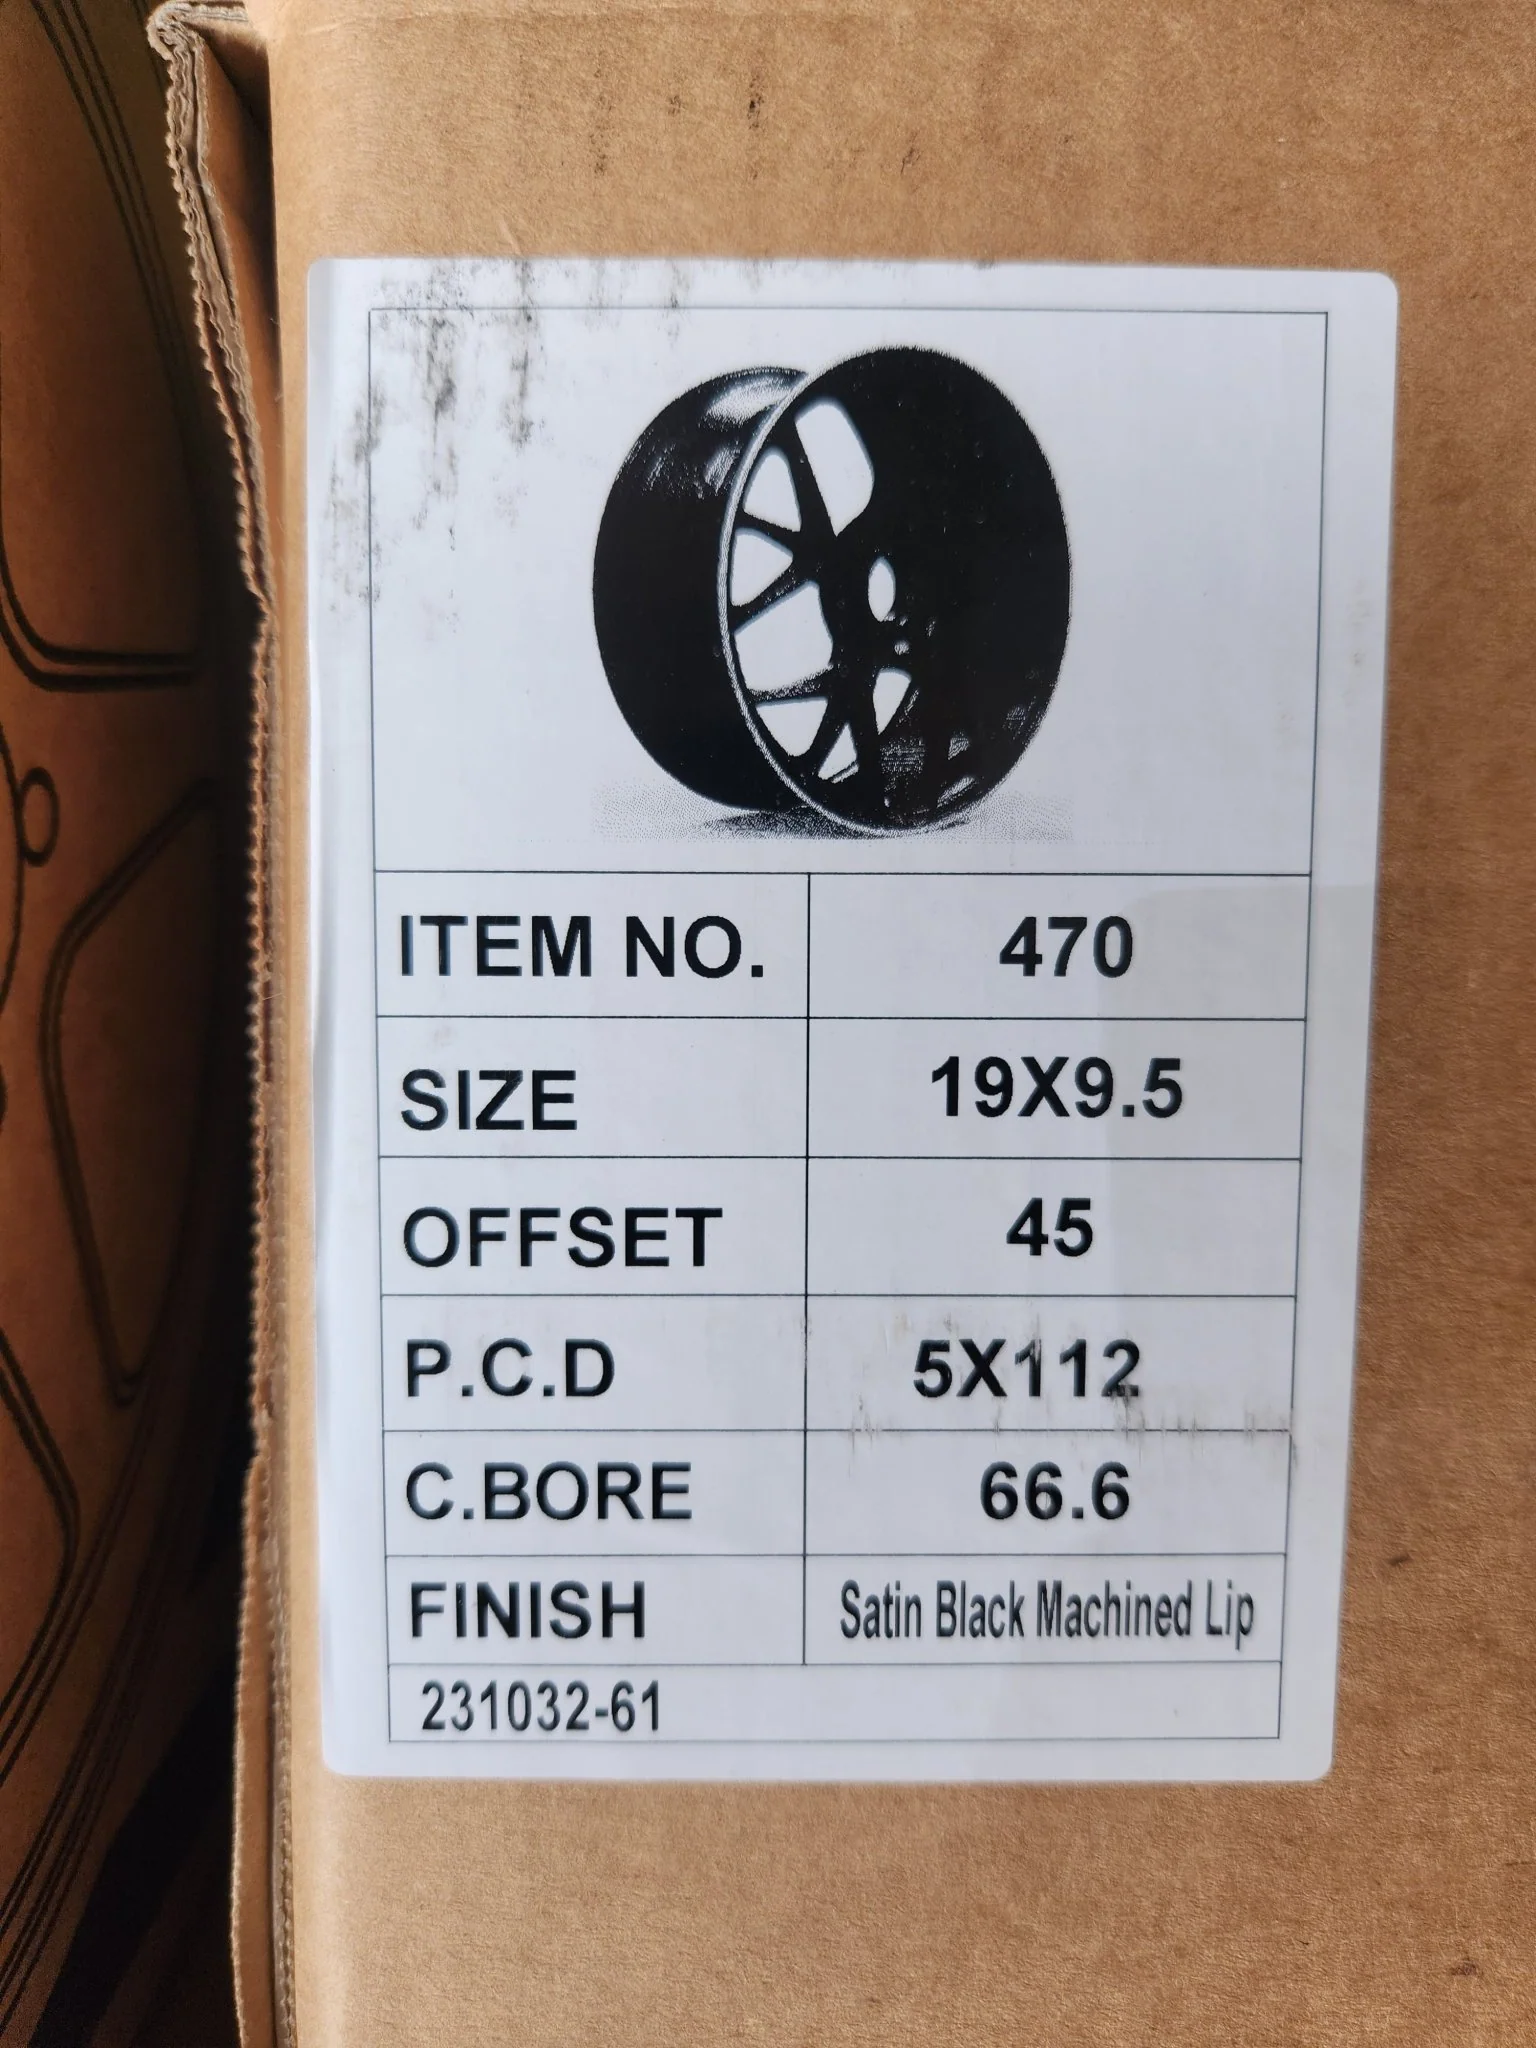 ITEM NO. 470
SIZE 19X9.5
OFFSET 45
P.C.D 5X112
C.BORE 66.6
FINISH Satin Black Machined Lip
231032-61